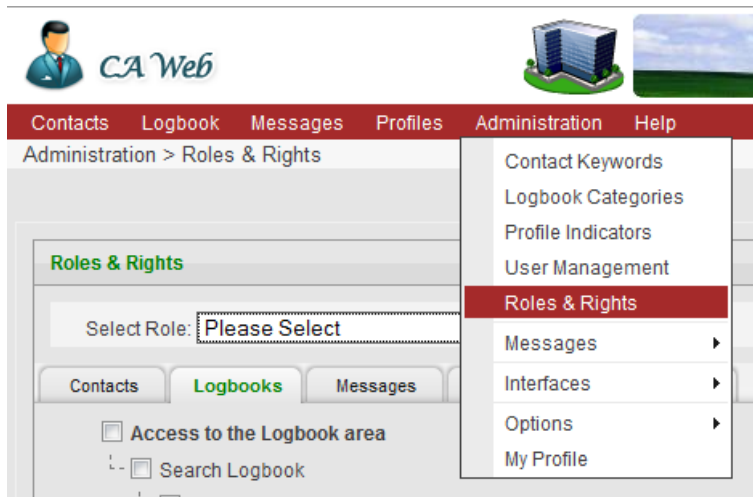 CA Web
Contacts Logbook Messages Profiles Administration Help
Administration > Roles & Rights
Contact Keywords
Logbook Categories
Profile Indicators
User Management
Roles & Rights
Messages
Interfaces
Options
My Profile
Roles & Rights
Select Role: Please Select
Contacts Logbooks Messages
Access to the Logbook area
Search Logbook